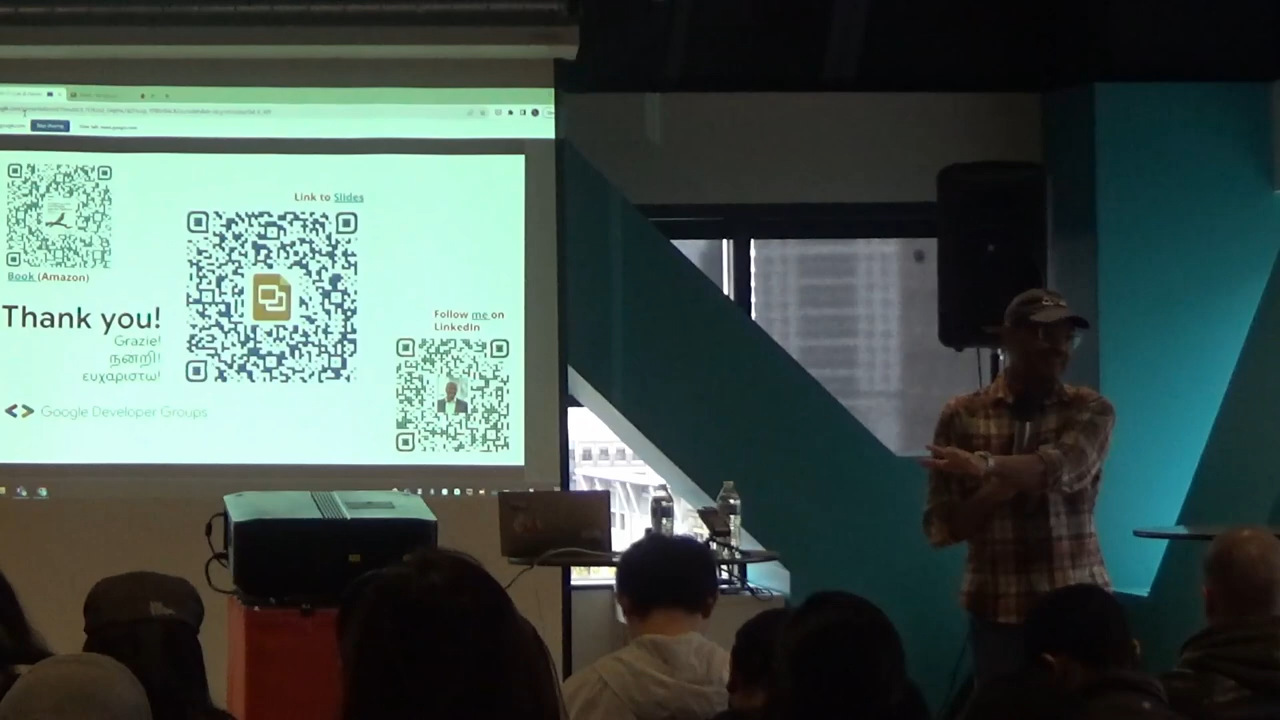 Link to Slides
Book (Amazon)
Thank you!
Grazie!
நன்றி!
ευχαριστω!
Follow me on
LinkedIn
Google Developer Groups